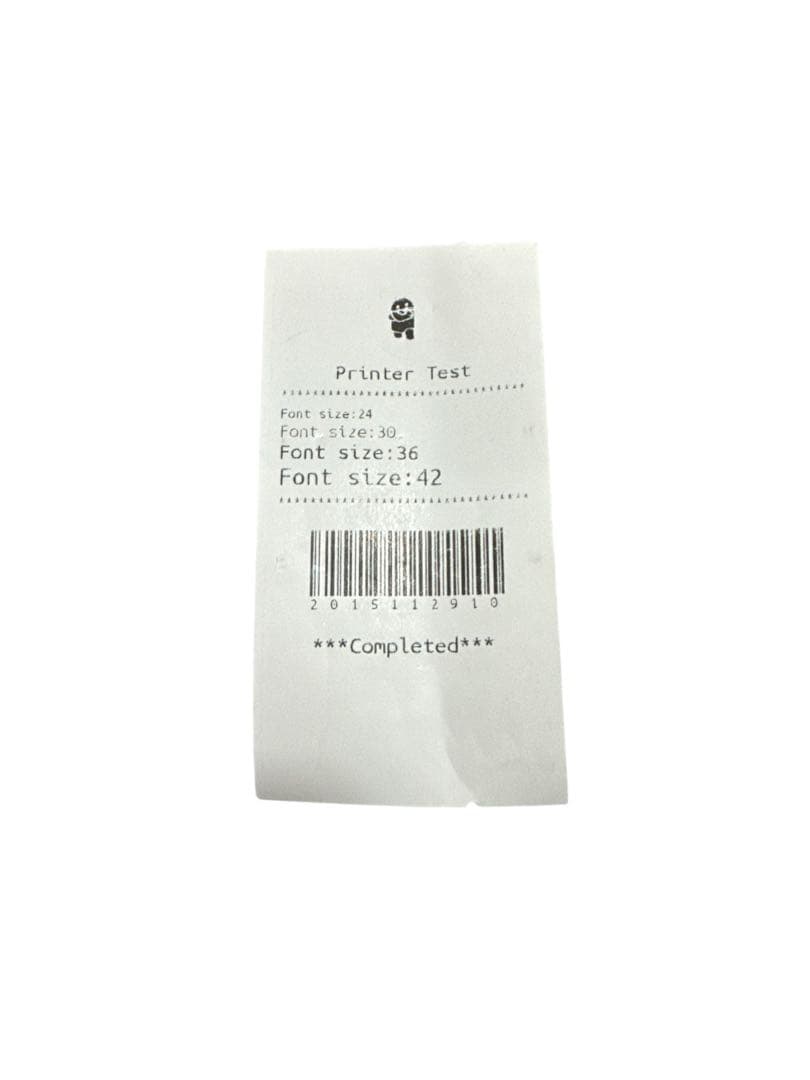 Printer Test
******************************
Font size:24
Font size:30
Font size:36
Font size:42
******************************
2015112910
***Completed***